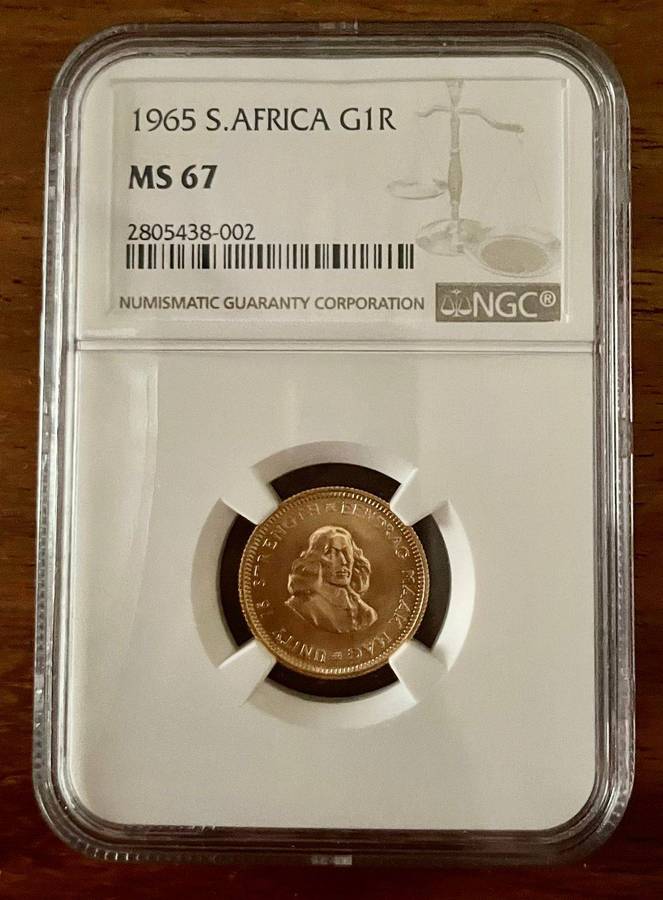 1965 S.AFRICA G1R
MS 67
2805438-002
NUMISMATIC GUARANTY CORPORATION
NGC®
UNITY IS STRENGTH EENDRAG MAAK MAG